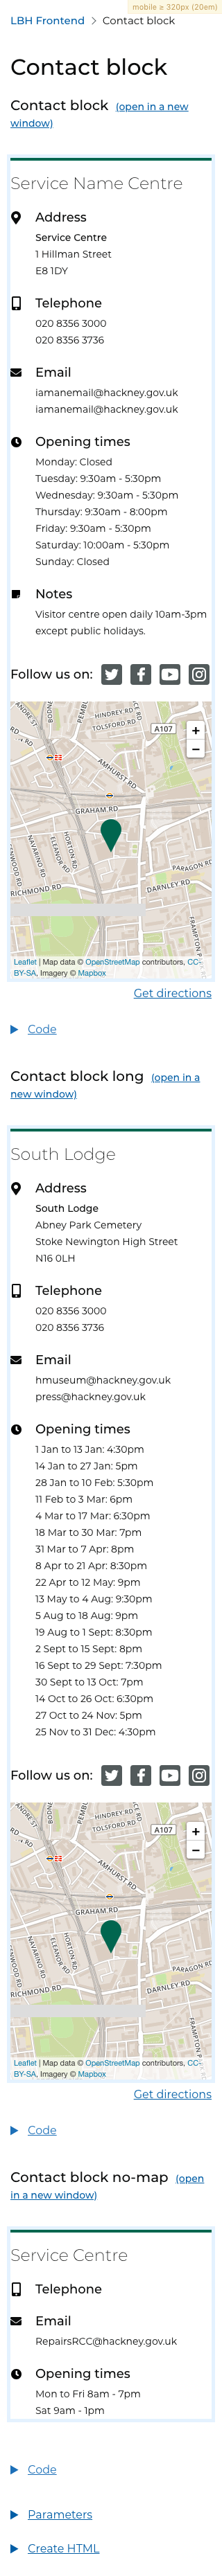 mobile ≥ 320px (20em)
LBH Frontend > Contact block
Contact block
Contact block (open in a new
window)
Service Name Centre
Address
Service Centre
1 Hillman Street
E8 1DY
Telephone
020 8356 3000
020 8356 3736
Email
iamanemail@hackney.gov.uk
iamanemail@hackney.gov.uk
Opening times
Monday: Closed
Tuesday: 9:30am - 5:30pm
Wednesday: 9:30am - 5:30pm
Thursday: 9:30am - 8:00pm
Friday: 9:30am - 5:30pm
Saturday: 10:00am - 5:30pm
Sunday: Closed
Notes
Visitor centre open daily 10am-3pm
except public holidays.
Follow us on:
HINDREY RD.
TOLSFORD RD.
A107
+
−
AMHURST RD.
GRAHAM RD.
NAVARINO RD.
ELEANOR RD.
HORTON RD.
PARAGON RD.
DARNLEY RD.
RICHMOND RD.
FRAMPTON
Leaflet | Map data © OpenStreetMap contributors, CC-
BY-SA, Imagery © Mapbox
Get directions
Code
Contact block long (open in a
new window)
South Lodge
Address
South Lodge
Abney Park Cemetery
Stoke Newington High Street
N16 0LH
Telephone
020 8356 3000
020 8356 3736
Email
hmuseum@hackney.gov.uk
press@hackney.gov.uk
Opening times
1 Jan to 13 Jan: 4:30pm
14 Jan to 27 Jan: 5pm
28 Jan to 10 Feb: 5:30pm
11 Feb to 3 Mar: 6pm
4 Mar to 17 Mar: 6:30pm
18 Mar to 30 Mar: 7pm
31 Mar to 7 Apr: 8pm
8 Apr to 21 Apr: 8:30pm
22 Apr to 12 May: 9pm
13 May to 4 Aug: 9:30pm
5 Aug to 18 Aug: 9pm
19 Aug to 1 Sept: 8:30pm
2 Sept to 15 Sept: 8pm
16 Sept to 29 Sept: 7:30pm
30 Sept to 13 Oct: 7pm
14 Oct to 26 Oct: 6:30pm
27 Oct to 24 Nov: 5pm
25 Nov to 31 Dec: 4:30pm
Follow us on:
HINDREY RD.
TOLSFORD RD.
A107
+
−
AMHURST RD.
GRAHAM RD.
NAVARINO RD.
ELEANOR RD.
HORTON RD.
PARAGON RD.
DARNLEY RD.
RICHMOND RD.
FRAMPTON
Leaflet | Map data © OpenStreetMap contributors, CC-
BY-SA, Imagery © Mapbox
Get directions
Code
Contact block no-map (open
in a new window)
Service Centre
Telephone
Email
RepairsRCC@hackney.gov.uk
Opening times
Mon to Fri 8am - 7pm
Sat 9am - 1pm
Code
Parameters
Create HTML